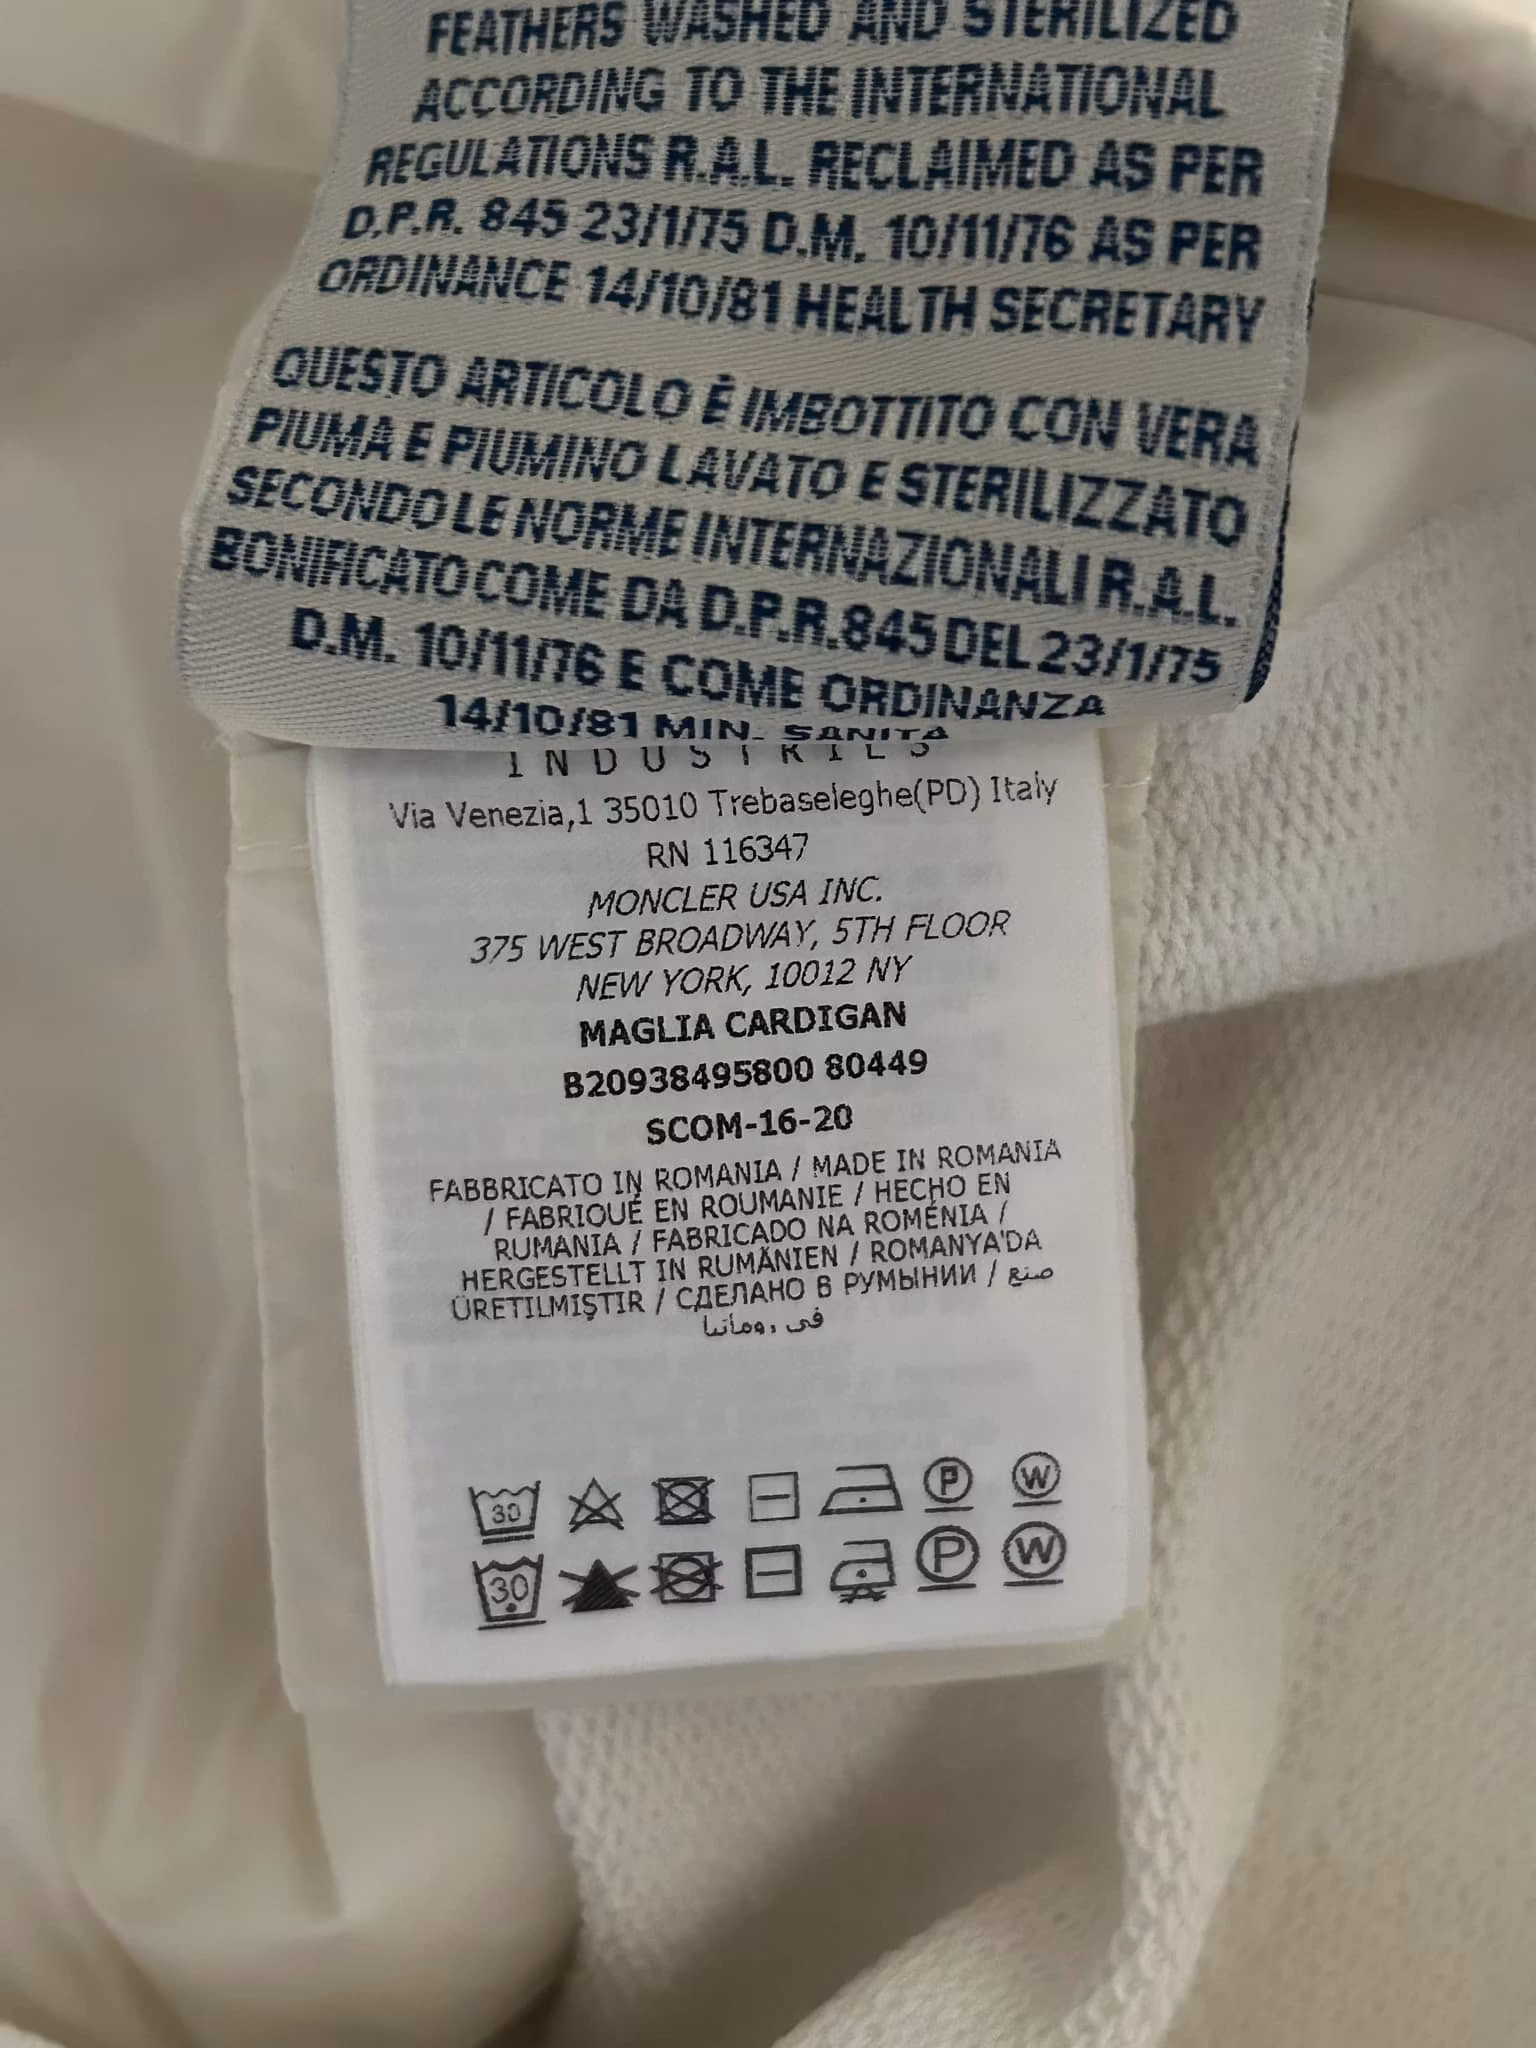 FEATHERS WASHED AND STERILIZED
ACCORDING TO THE INTERNATIONAL
REGULATIONS R.A.L. RECLAIMED AS PER
D.P.R. 845 23/1/75 D.M. 10/11/76 AS PER
ORDINANCE 14/10/81 HEALTH SECRETARY
QUESTO ARTICOLO È IMBOTTITO CON VERA
PIUMA E PIUMINO LAVATO E STERILIZZATO
SECONDO LE NORME INTERNAZIONALI R.A.L.
BONIFICATO COME DA D.P.R.845 DEL 23/1/75
D.M. 10/11/76 E COME ORDINANZA
14/10/81 MIN. SANITÀ
INDUSTRIES
Via Venezia,1 35010 Trebaseleghe(PD) Italy
RN 116347
MONCLER USA INC.
375 WEST BROADWAY, 5TH FLOOR
NEW YORK, 10012 NY
MAGLIA CARDIGAN
B20938495800 80449
SCOM-16-20
FABBRICATO IN ROMANIA / MADE IN ROMANIA
/ FABRIQUÉ EN ROUMANIE / HECHO EN
RUMANIA / FABRICADO NA ROMÉNIA /
HERGESTELLT IN RUMÄNIEN / ROMANYA'DA
ÜRETILMIŞTIR / СДЕЛАНО В РУМЫНИИ / صنع
في رومانيا
30 P W
30 P W